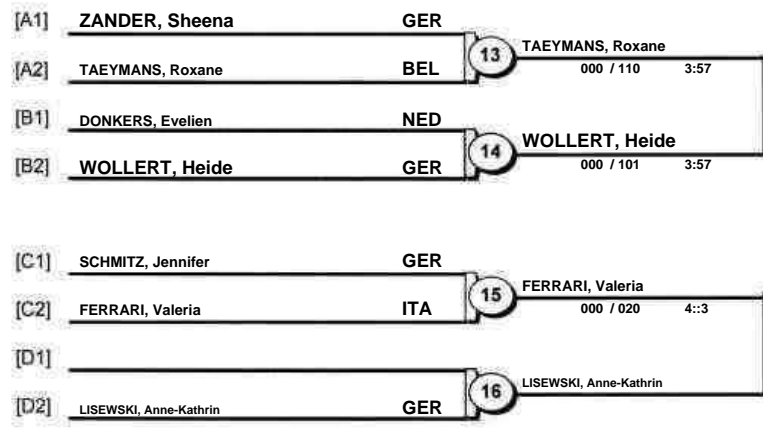 [A1] ZANDER, Sheena GER
13 TAEYMANS, Roxane
[A2] TAEYMANS, Roxane BEL 000 / 110 3:57
[B1] DONKERS, Evelien NED
14 WOLLERT, Heide
[B2] WOLLERT, Heide GER 000 / 101 3:57
[C1] SCHMITZ, Jennifer GER
15 FERRARI, Valeria
[C2] FERRARI, Valeria ITA 000 / 020 4::3
[D1]
16 LISEWSKI, Anne-Kathrin
[D2] LISEWSKI, Anne-Kathrin GER